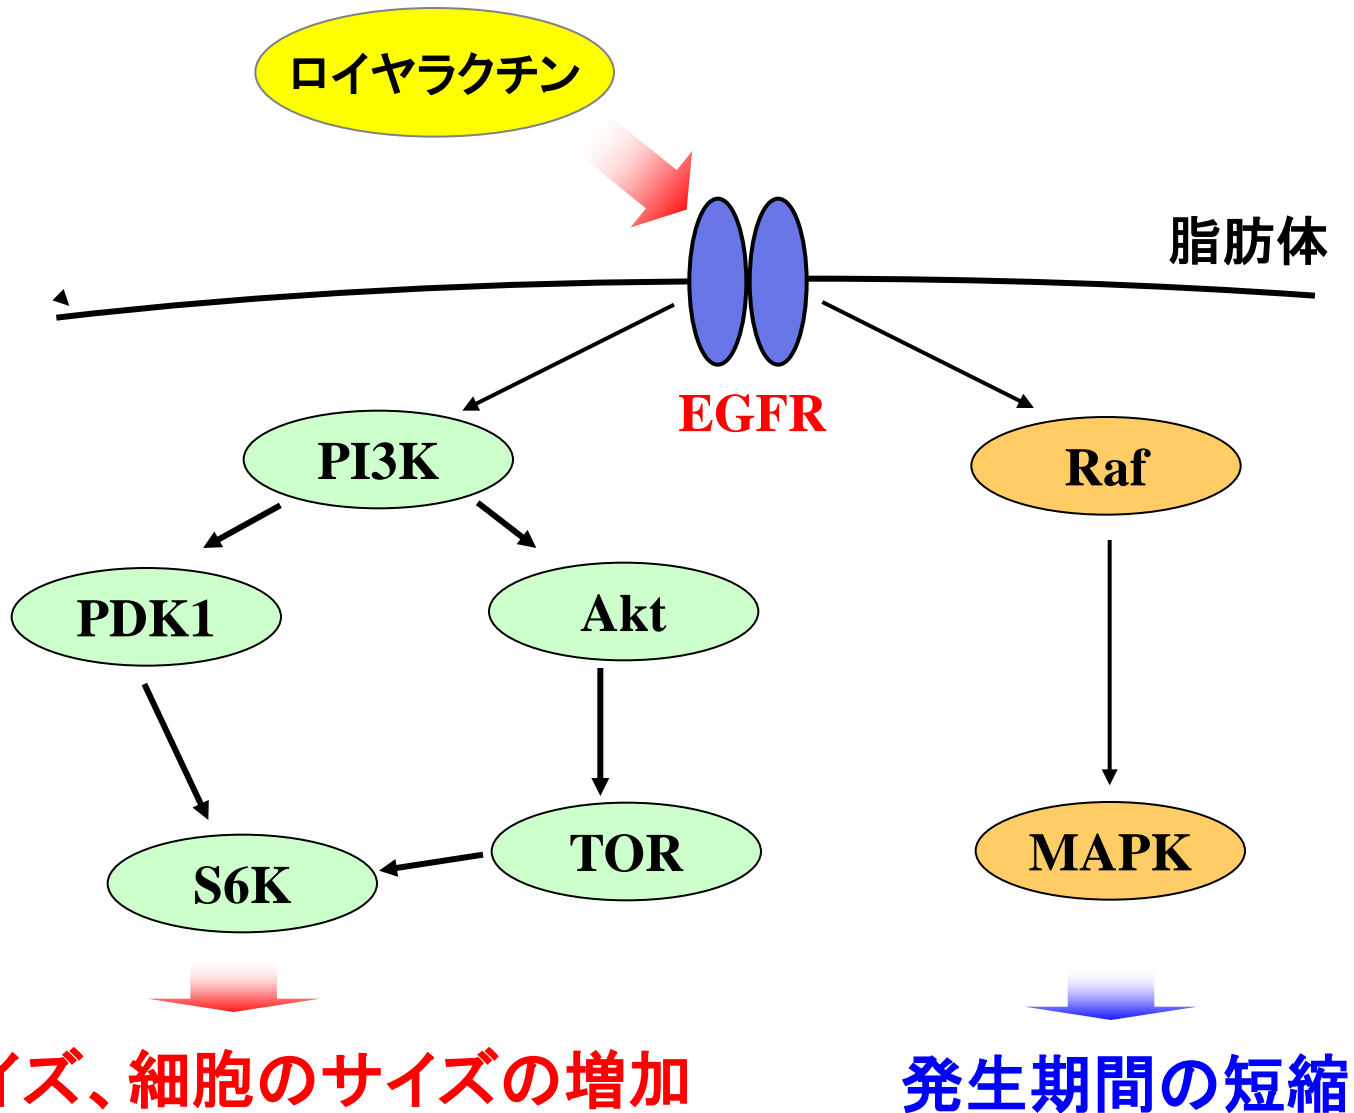 ロイヤラクチン
脂肪体
EGFR
PI3K
Raf
PDK1
Akt
TOR
MAPK
S6K
イズ、細胞のサイズの増加
発生期間の短縮